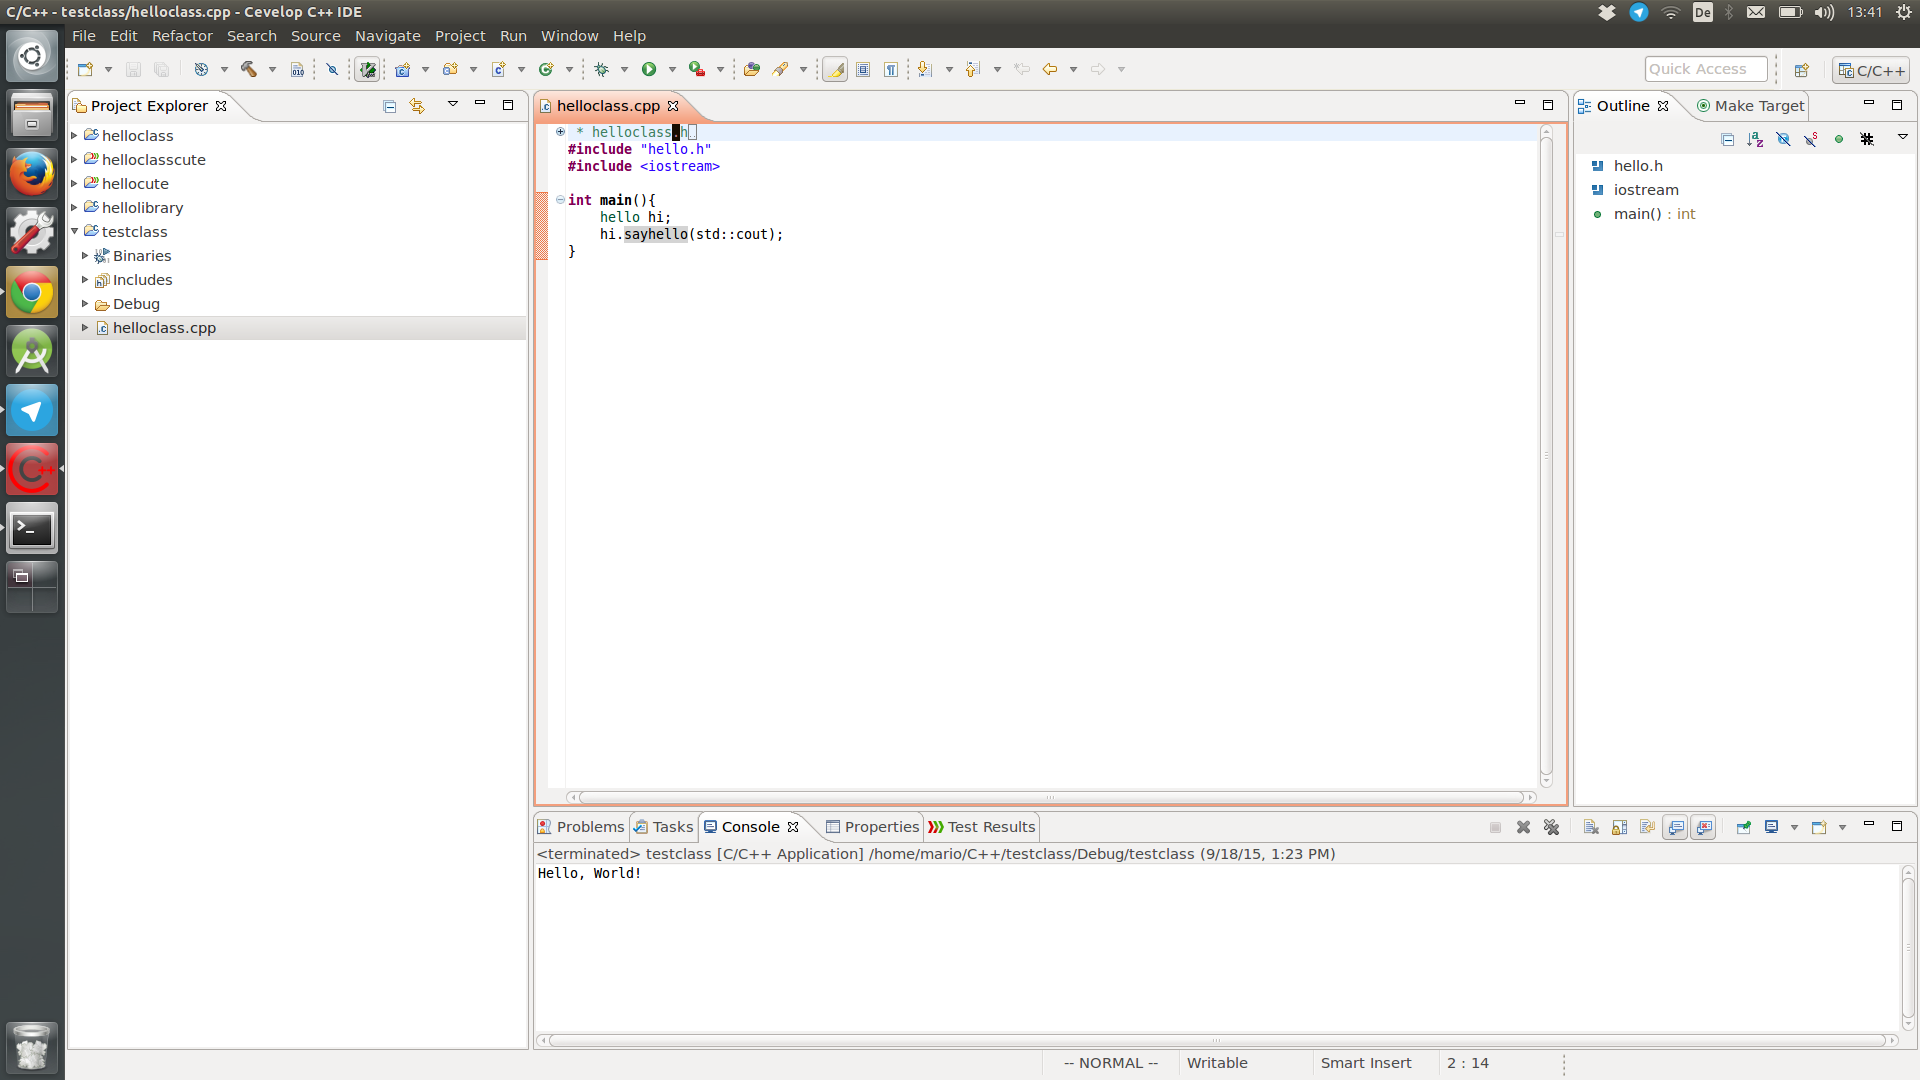 C/C++ - testclass/helloclass.cpp - Cevelop C++ IDE
De
13:41
File Edit Refactor Search Source Navigate Project Run Window Help
Quick Access
C/C++
Project Explorer
helloclass
helloclasscute
hellocute
hellolibrary
testclass
Binaries
Includes
Debug
helloclass.cpp
helloclass.cpp
* helloclass.h
#include "hello.h"
#include <iostream>
int main(){
hello hi;
hi.sayhello(std::cout);
}
Outline
Make Target
hello.h
iostream
main() : int
Problems
Tasks
Console
Properties
Test Results
<terminated> testclass [C/C++ Application] /home/mario/C++/testclass/Debug/testclass (9/18/15, 1:23 PM)
Hello, World!
-- NORMAL --
Writable
Smart Insert
2 : 14